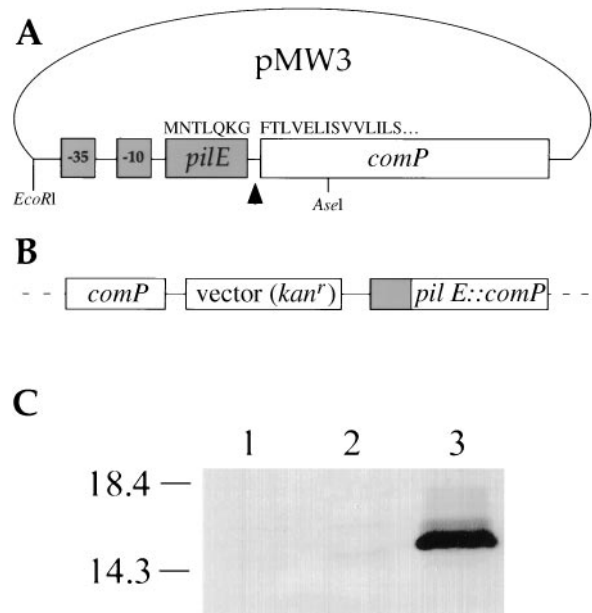 A
pMW3
MNTLQKG FTLVELISVVLILS...
-35 -10 pilE comP
EcoRI AseI
B
comP vector (kanr) pil E::comP
C
1 2 3
18.4
14.3